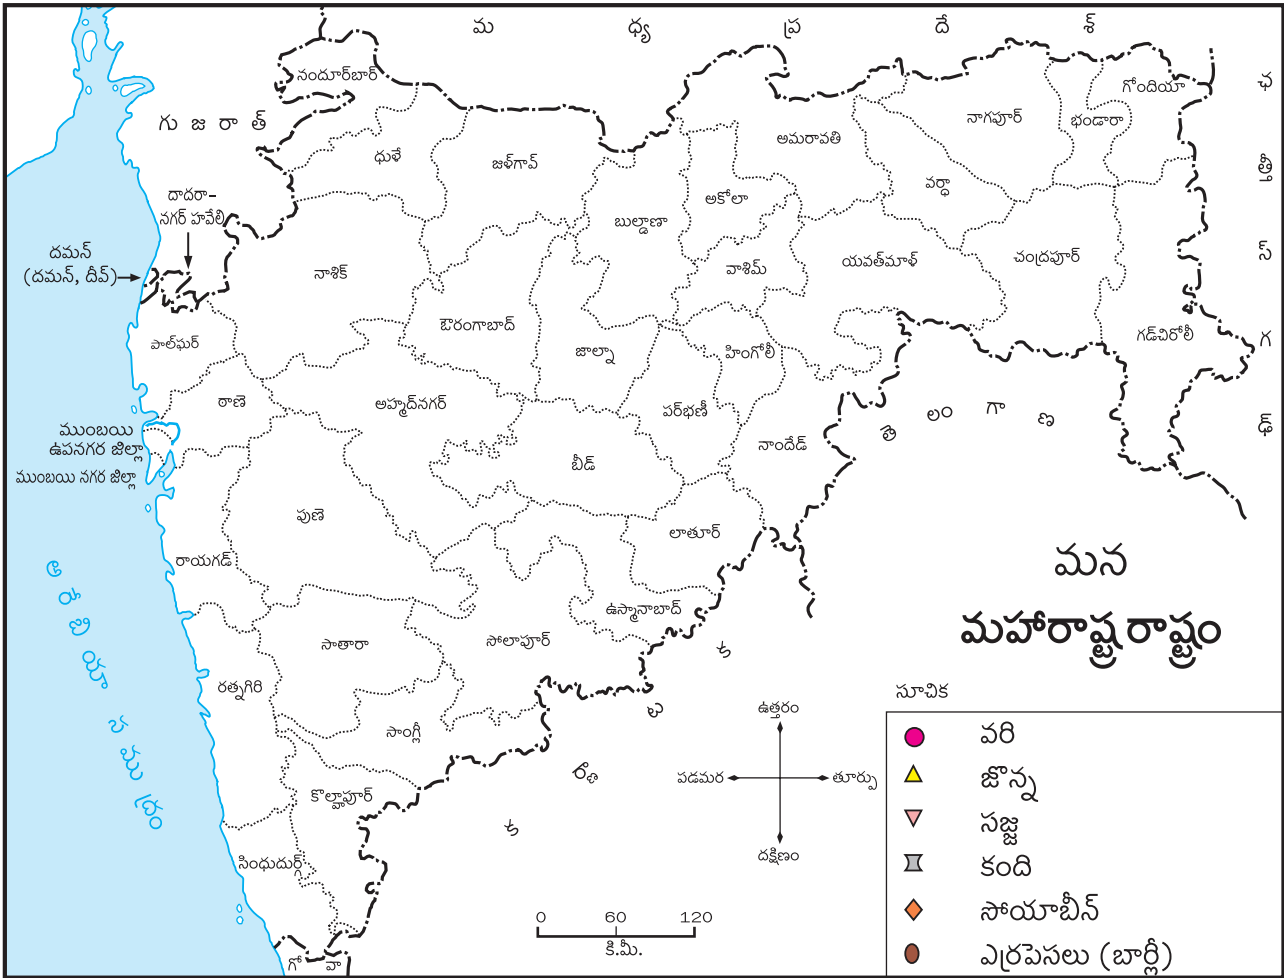 మ ధ్య ప్ర దే శ్
ఛ త్తీ స్ గ ఢ్
గు జ రా త్
నందూర్‌బార్
ధుళే
జళ్‌గావ్
బుల్డాణా
అకోలా
అమరావతి
నాగపూర్
భండారా
గోందియా
వర్ధా
వాశిమ్
యవత్‌మాళ్
చంద్రపూర్
గడ్‌చిరోలీ
దాదరా-
నగర్ హవేలి
దమన్
(దమన్, దీవ్)
నాశిక్
ఔరంగాబాద్
జాల్నా
హింగోలీ
పాల్‌ఘర్
ఠాణె
అహ్మద్‌నగర్
పర్‌భణీ
నాందేడ్
తె లం గా ణ
ముంబయి
ఉపనగర జిల్లా
ముంబయి నగర జిల్లా
బీడ్
పుణె
లాతూర్
రాయగడ్
ఉస్మానాబాద్
సాతారా
సోలాపూర్
రత్నగిరి
సాంగ్లీ
కొల్హాపూర్
సింధుదుర్గ్
గో వా
క ర్ణా ట క
అ రే బి యా స ము ద్రం
మన
మహారాష్ట్ర రాష్ట్రం
ఉత్తరం
పడమర
తూర్పు
దక్షిణం
0 60 120
కి.మీ.
సూచిక
వరి
జొన్న
సజ్జ
కంది
సోయాబీన్
ఎర్రపెసలు (బార్లీ)